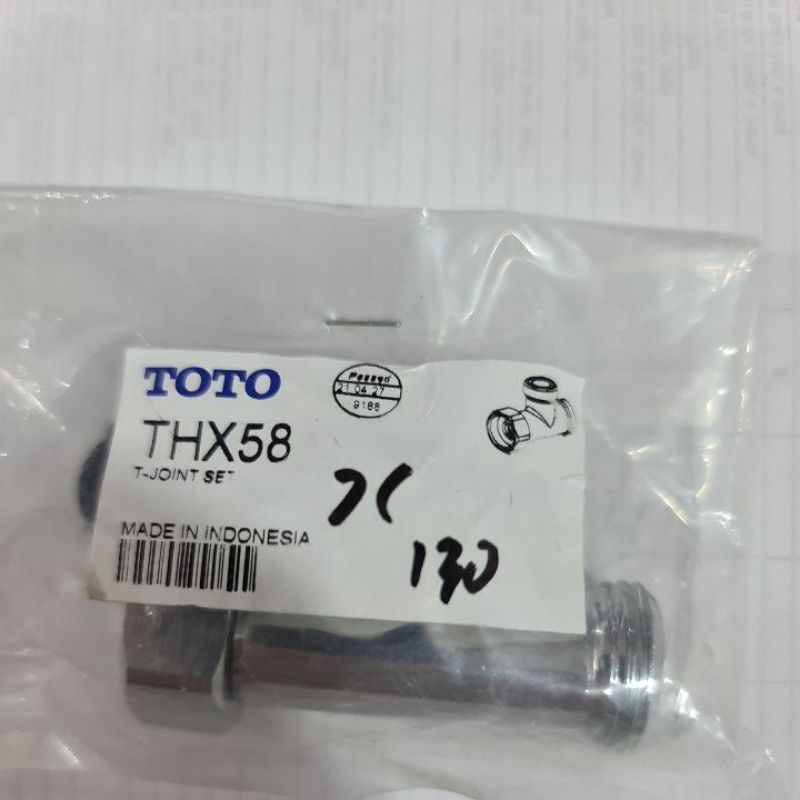 TOTO
Passed
21.04.27
9188
THX58
T-JOINT SET
MADE IN INDONESIA
130